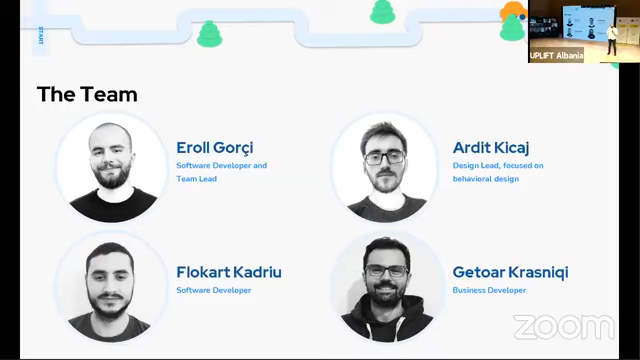 START
UPLIFT Albania
The Team
Eroll Gorçi
Software Developer and
Team Lead
Ardit Kicaj
Design Lead, focused on
behavioral design
Flokart Kadriu
Software Developer
Getoar Krasniqi
Business Developer
zoom